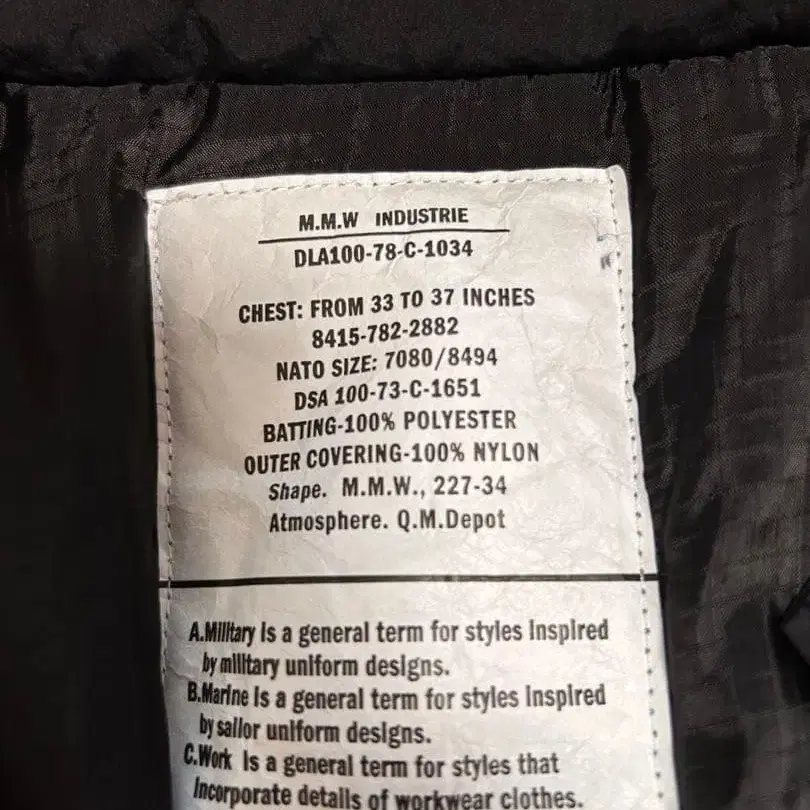 M.M.W INDUSTRIE
DLA100-78-C-1034
CHEST: FROM 33 TO 37 INCHES
8415-782-2882
NATO SIZE: 7080/8494
DSA 100-73-C-1651
BATTING-100% POLYESTER
OUTER COVERING-100% NYLON
Shape. M.M.W., 227-34
Atmosphere. Q.M.Depot
A.Military is a general term for styles inspired
by military uniform designs.
B.Marine is a general term for styles inspired
by sailor uniform designs.
C.Work is a general term for styles that
incorporate details of workwear clothes.